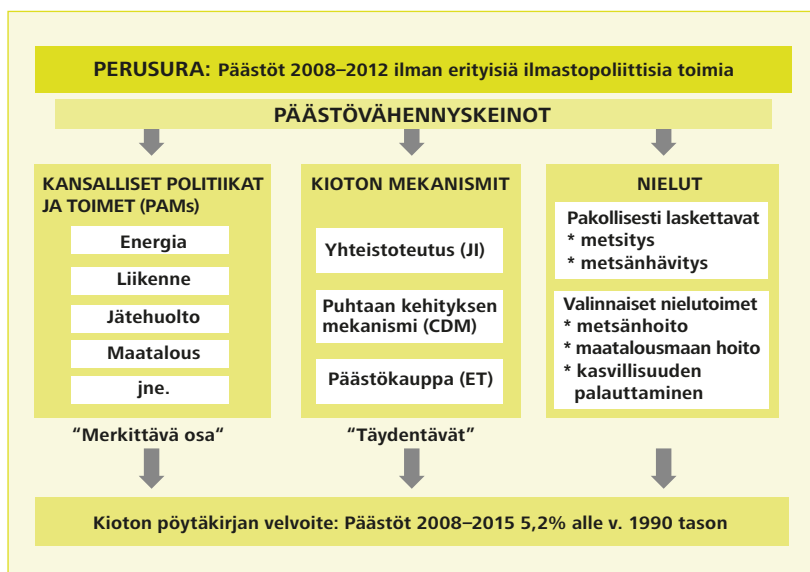 PERUSURA: Päästöt 2008–2012 ilman erityisiä ilmastopoliittisia toimia
PÄÄSTÖVÄHENNYSKEINOT
KANSALLISET POLITIIKAT
JA TOIMET (PAMs)
Energia
Liikenne
Jätehuolto
Maatalous
jne.
“Merkittävä osa“
KIOTON MEKANISMIT
Yhteistoteutus (JI)
Puhtaan kehityksen
mekanismi (CDM)
Päästökauppa (ET)
“Täydentävät”
NIELUT
Pakollisesti laskettavat
* metsitys
* metsänhävitys
Valinnaiset nielutoimet
* metsänhoito
* maatalousmaan hoito
* kasvillisuuden
palauttaminen
Kioton pöytäkirjan velvoite: Päästöt 2008–2015 5,2% alle v. 1990 tason